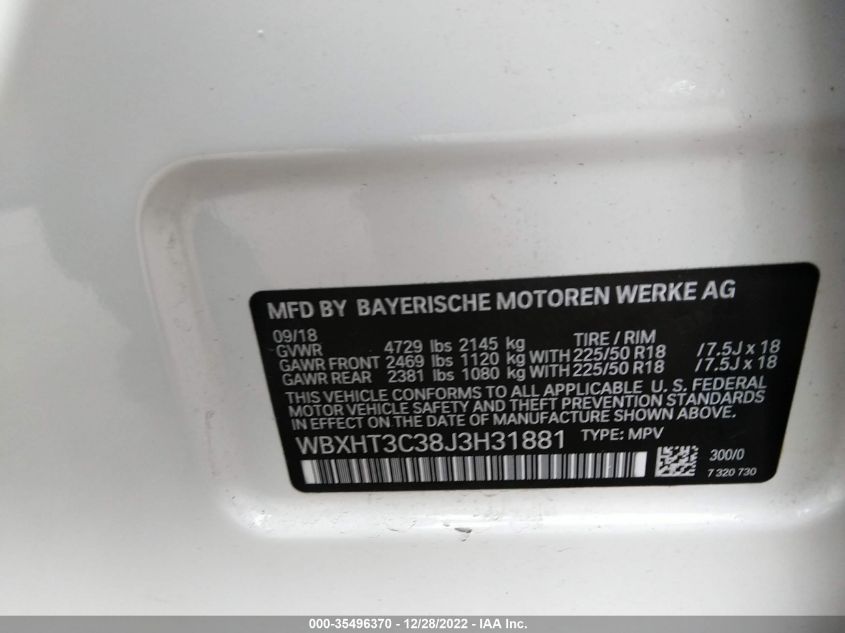 MFD BY BAYERISCHE MOTOREN WERKE AG
09/18
GVWR 4729 lbs 2145 kg TIRE / RIM
GAWR FRONT 2469 lbs 1120 kg WITH 225/50 R18 /7.5J x 18
GAWR REAR 2381 lbs 1080 kg WITH 225/50 R18 /7.5J x 18
THIS VEHICLE CONFORMS TO ALL APPLICABLE U. S. FEDERAL
MOTOR VEHICLE SAFETY AND THEFT PREVENTION STANDARDS
IN EFFECT ON THE DATE OF MANUFACTURE SHOWN ABOVE.
WBXHT3C38J3H31881 TYPE: MPV
300/0
7 320 730
000-35496370 - 12/28/2022 - IAA Inc.